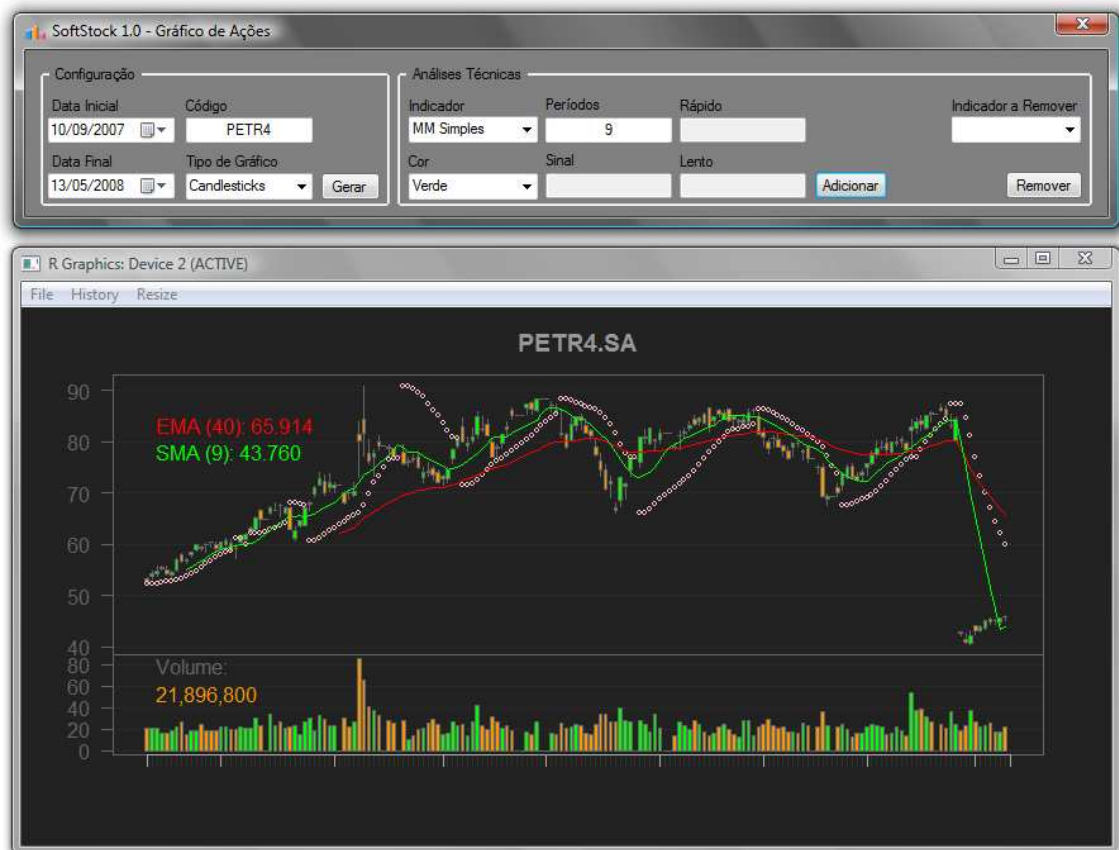 SoftStock 1.0 - Gráfico de Ações
Configuração
Data Inicial Código
10/09/2007 PETR4
Data Final Tipo de Gráfico
13/05/2008 Candlesticks Gerar
Análises Técnicas
Indicador Períodos Rápido Indicador a Remover
MM Simples 9
Cor Sinal Lento
Verde Adicionar Remover
R Graphics: Device 2 (ACTIVE)
File History Resize
PETR4.SA
90
80
70
60
50
40
EMA (40): 65.914
SMA (9): 43.760
80
60
40
20
0
Volume:
21,896,800